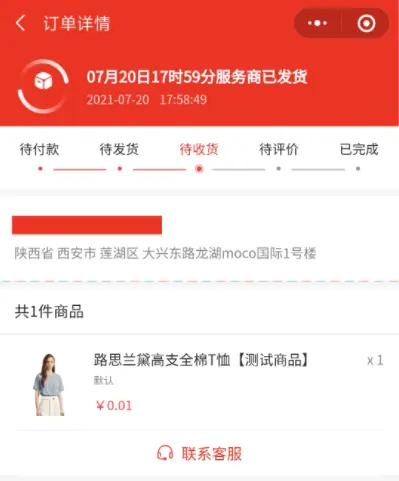 订单详情
07月20日17时59分服务商已发货
2021-07-20 17:58:49
待付款 待发货 待收货 待评价 已完成
陕西省 西安市 莲湖区 大兴东路龙湖moco国际1号楼
共1件商品
路思兰黛高支全棉T恤【测试商品】 x 1
默认
￥0.01
联系客服